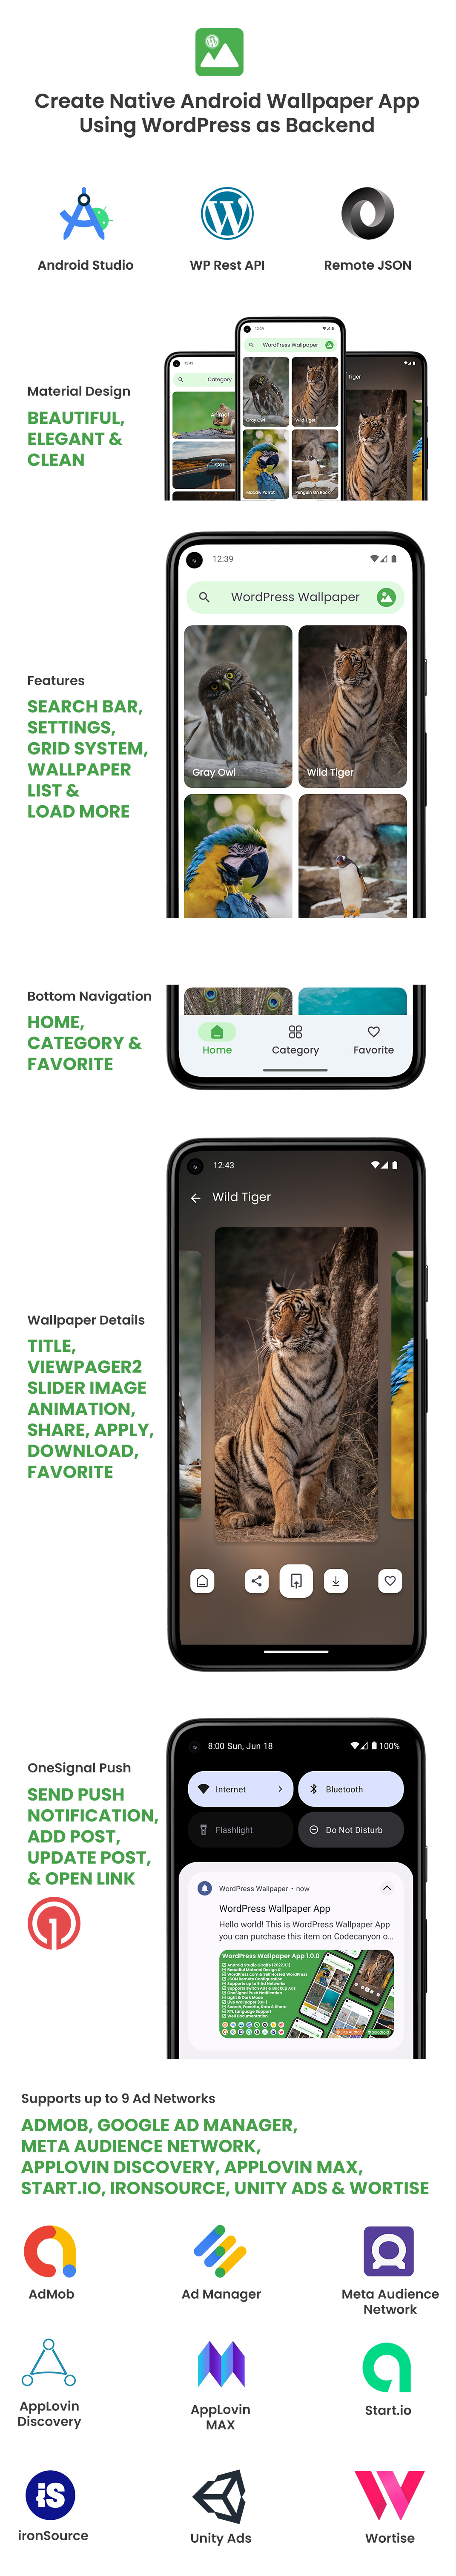 Create Native Android Wallpaper App
Using WordPress as Backend
Android Studio
WP Rest API
Remote JSON
Material Design
BEAUTIFUL,
ELEGANT &
CLEAN
12:43
Category
Animal
Car
12:39
WordPress Wallpaper
Gray Owl
Wild Tiger
Macaw Parrot
Penguin On Rock
Tiger
Features
SEARCH BAR,
SETTINGS,
GRID SYSTEM,
WALLPAPER
LIST &
LOAD MORE
12:39
WordPress Wallpaper
Gray Owl
Wild Tiger
Bottom Navigation
HOME,
CATEGORY &
FAVORITE
Home
Category
Favorite
Wallpaper Details
TITLE,
VIEWPAGER2
SLIDER IMAGE
ANIMATION,
SHARE, APPLY,
DOWNLOAD,
FAVORITE
12:43
Wild Tiger
OneSignal Push
SEND PUSH
NOTIFICATION,
ADD POST,
UPDATE POST,
& OPEN LINK
8:00 Sun, Jun 18
100%
Internet
Bluetooth
Flashlight
Do Not Disturb
WordPress Wallpaper • now
WordPress Wallpaper App
Hello world! This is WordPress Wallpaper App
you can purchase this item on Codecanyon o...
WordPress Wallpaper App 1.0.0
Supports up to 9 Ad Networks
ADMOB, GOOGLE AD MANAGER,
META AUDIENCE NETWORK,
APPLOVIN DISCOVERY, APPLOVIN MAX,
START.IO, IRONSOURCE, UNITY ADS & WORTISE
AdMob
Ad Manager
Meta Audience
Network
AppLovin
Discovery
AppLovin
MAX
Start.io
iS
ironSource
Unity Ads
Wortise